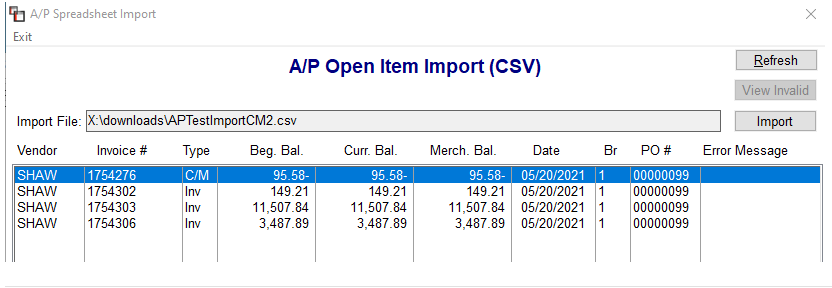 A/P Spreadsheet Import
Exit
A/P Open Item Import (CSV)
Refresh
View Invalid
Import File: X:\downloads\APTestImportCM2.csv Import
Vendor Invoice # Type Beg. Bal. Curr. Bal. Merch. Bal. Date Br PO # Error Message
SHAW 1754276 C/M 95.58- 95.58- 95.58- 05/20/2021 1 00000099
SHAW 1754302 Inv 149.21 149.21 149.21 05/20/2021 1 00000099
SHAW 1754303 Inv 11,507.84 11,507.84 11,507.84 05/20/2021 1 00000099
SHAW 1754306 Inv 3,487.89 3,487.89 3,487.89 05/20/2021 1 00000099